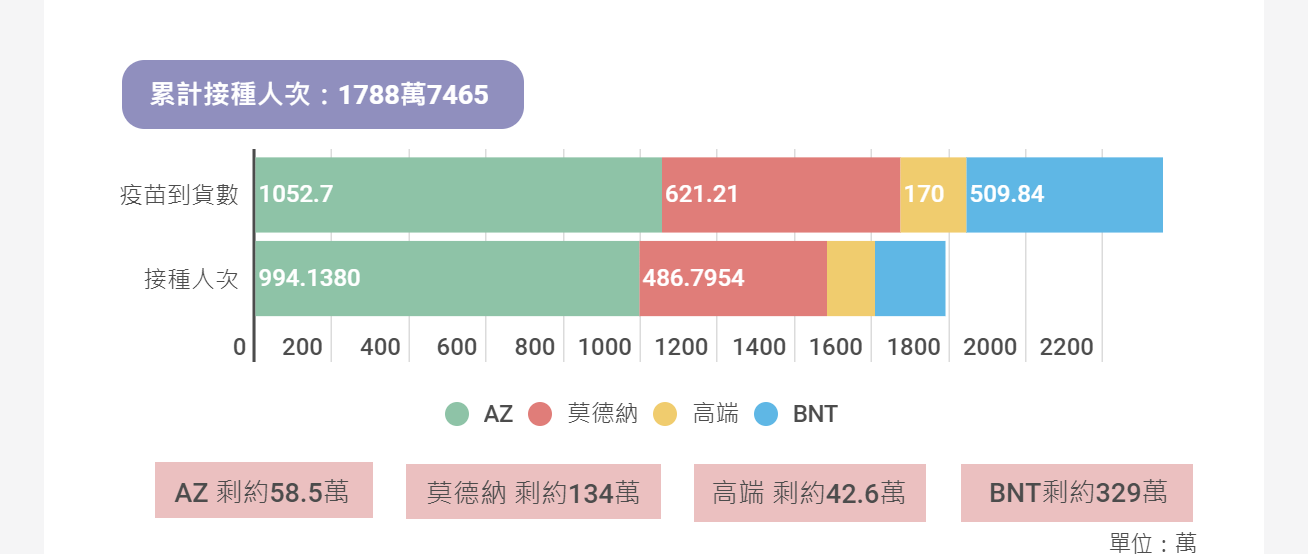 累計接種人次：1788萬7465
疫苗到貨數 1052.7 621.21 170 509.84
接種人次 994.1380 486.7954
0 200 400 600 800 1000 1200 1400 1600 1800 2000 2200
AZ 莫德納 高端 BNT
AZ 剩約58.5萬 莫德納 剩約134萬 高端 剩約42.6萬 BNT剩約329萬
單位：萬